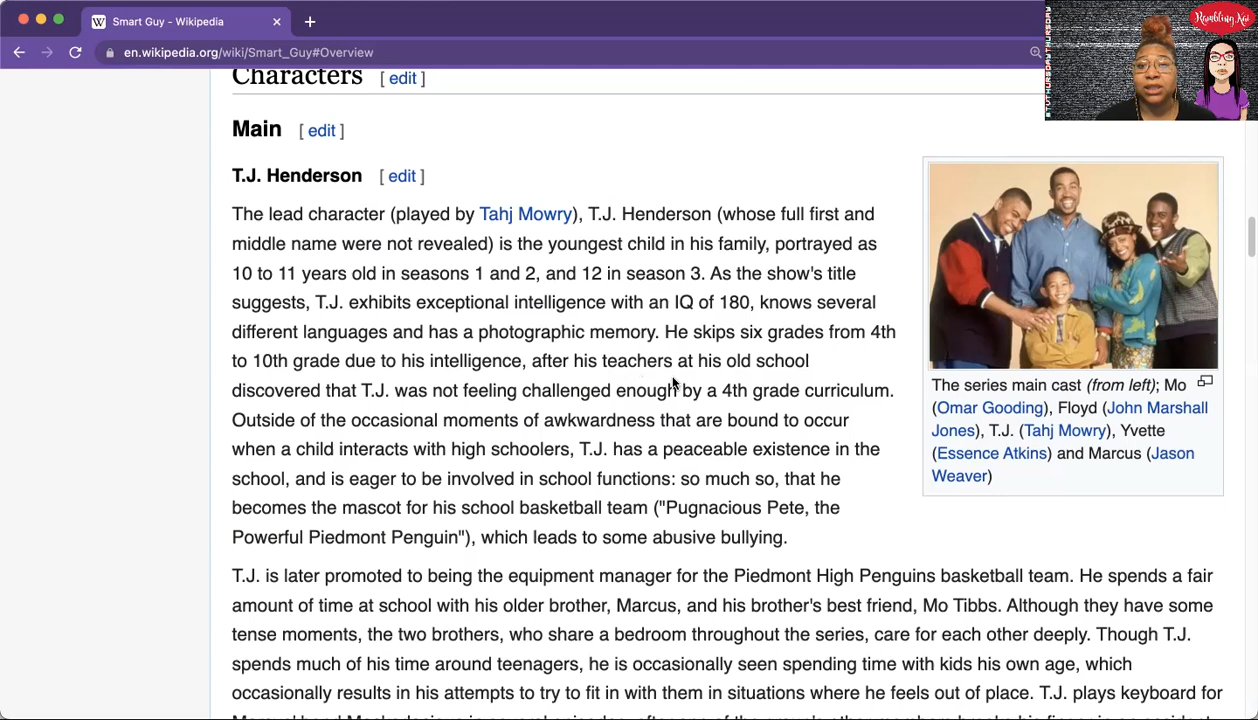 Smart Guy - Wikipedia
en.wikipedia.org/wiki/Smart_Guy#Overview
Rambling Kai
Characters [ edit ]
Main [ edit ]
T.J. Henderson [ edit ]
The lead character (played by Tahj Mowry), T.J. Henderson (whose full first and
middle name were not revealed) is the youngest child in his family, portrayed as
10 to 11 years old in seasons 1 and 2, and 12 in season 3. As the show's title
suggests, T.J. exhibits exceptional intelligence with an IQ of 180, knows several
different languages and has a photographic memory. He skips six grades from 4th
to 10th grade due to his intelligence, after his teachers at his old school
discovered that T.J. was not feeling challenged enough by a 4th grade curriculum.
Outside of the occasional moments of awkwardness that are bound to occur
when a child interacts with high schoolers, T.J. has a peaceable existence in the
school, and is eager to be involved in school functions: so much so, that he
becomes the mascot for his school basketball team ("Pugnacious Pete, the
Powerful Piedmont Penguin"), which leads to some abusive bullying.
The series main cast (from left); Mo
(Omar Gooding), Floyd (John Marshall
Jones), T.J. (Tahj Mowry), Yvette
(Essence Atkins) and Marcus (Jason
Weaver)
T.J. is later promoted to being the equipment manager for the Piedmont High Penguins basketball team. He spends a fair
amount of time at school with his older brother, Marcus, and his brother's best friend, Mo Tibbs. Although they have some
tense moments, the two brothers, who share a bedroom throughout the series, care for each other deeply. Though T.J.
spends much of his time around teenagers, he is occasionally seen spending time with kids his own age, which
occasionally results in his attempts to try to fit in with them in situations where he feels out of place. T.J. plays keyboard for